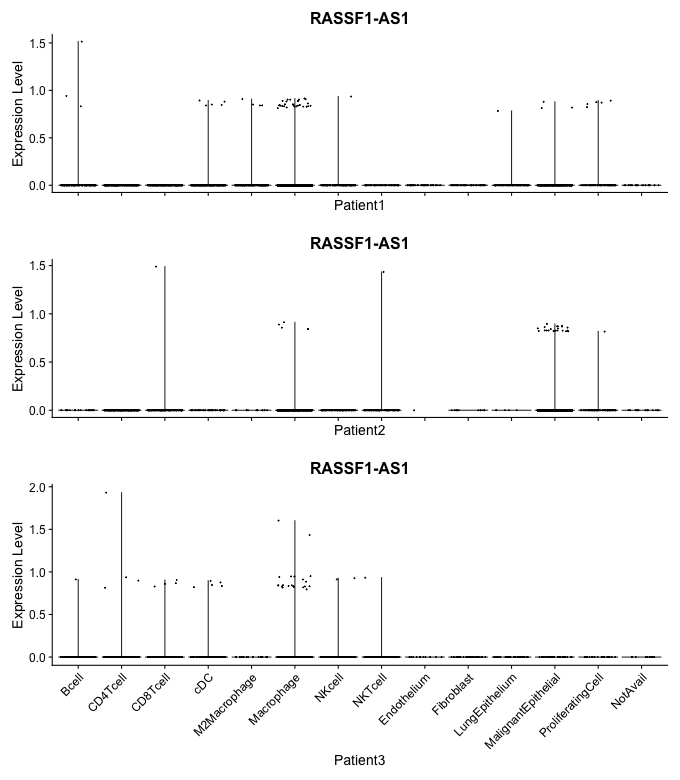 RASSF1-AS1
Expression Level
1.5
1.0
0.5
0.0
Patient1
RASSF1-AS1
Expression Level
1.5
1.0
0.5
0.0
Patient2
RASSF1-AS1
Expression Level
2.0
1.5
1.0
0.5
0.0
Bcell
CD4Tcell
CD8Tcell
cDC
M2Macrophage
Macrophage
NKcell
NKTcell
Endothelium
Fibroblast
LungEpithelium
MalignantEpithelial
ProliferatingCell
NotAvail
Patient3